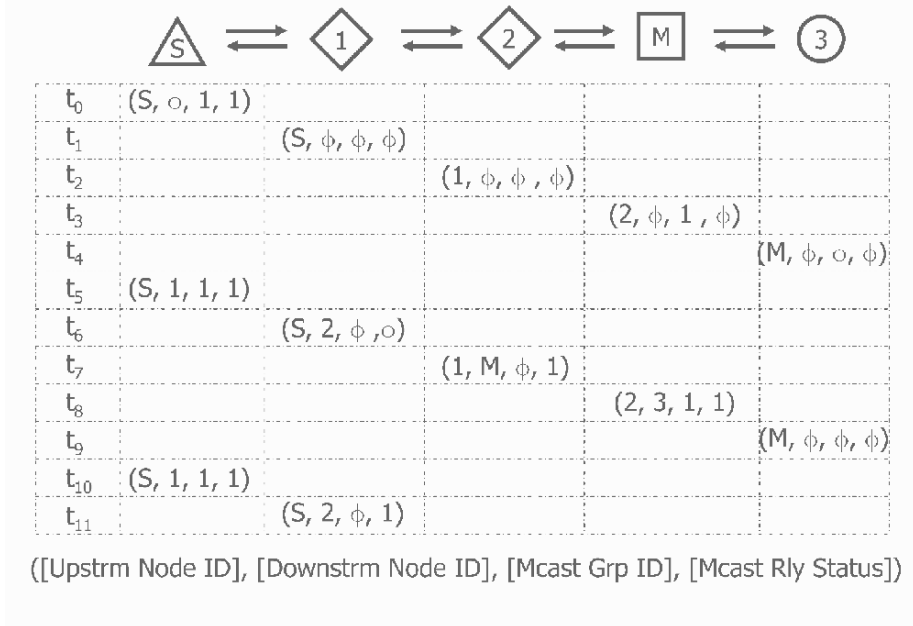 S 1 2 M 3
t₀ (S, ○, 1, 1)
t₁ (S, ϕ, ϕ, ϕ)
t₂ (1, ϕ, ϕ , ϕ)
t₃ (2, ϕ, 1 , ϕ)
t₄ (M, ϕ, ○, ϕ)
t₅ (S, 1, 1, 1)
t₆ (S, 2, ϕ ,○)
t₇ (1, M, ϕ, 1)
t₈ (2, 3, 1, 1)
t₉ (M, ϕ, ϕ, ϕ)
t₁₀ (S, 1, 1, 1)
t₁₁ (S, 2, ϕ, 1)
([Upstrm Node ID], [Downstrm Node ID], [Mcast Grp ID], [Mcast Rly Status])